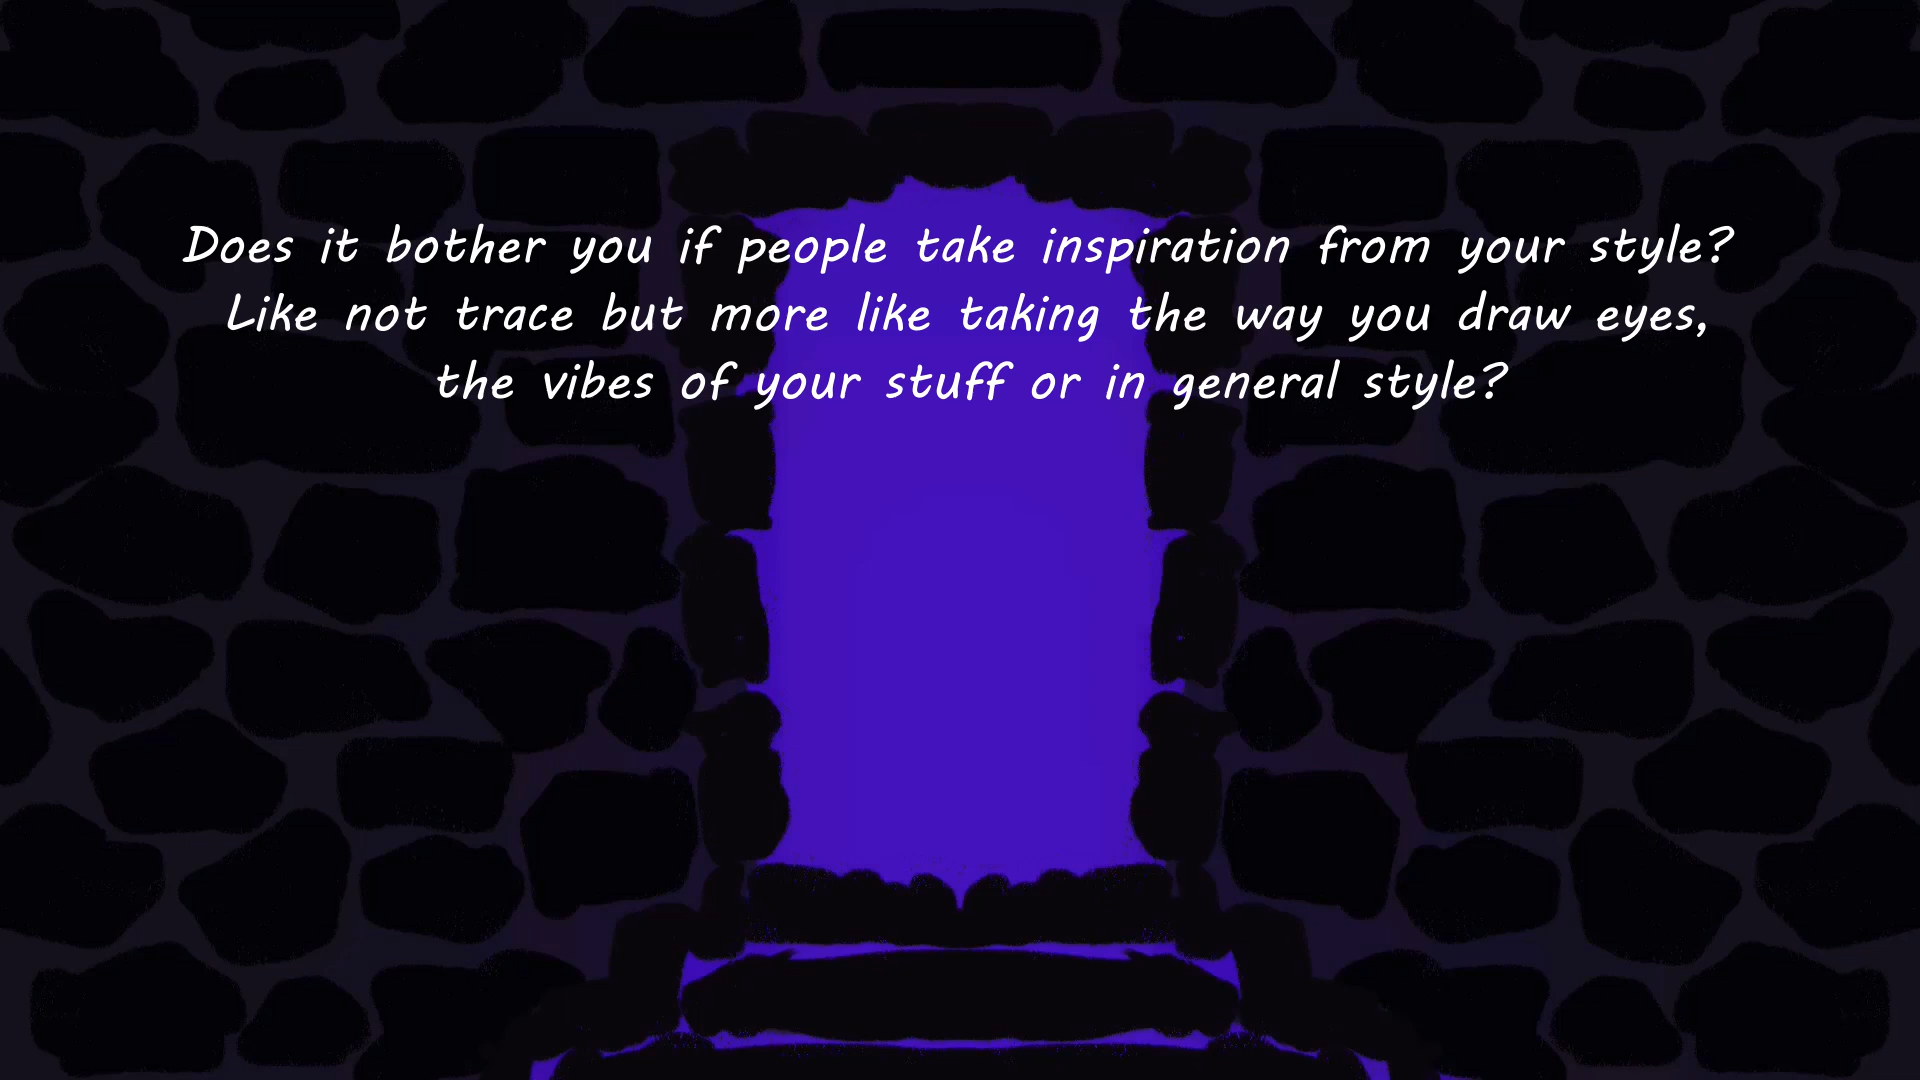 Does it bother you if people take inspiration from your style?
Like not trace but more like taking the way you draw eyes,
the vibes of your stuff or in general style?